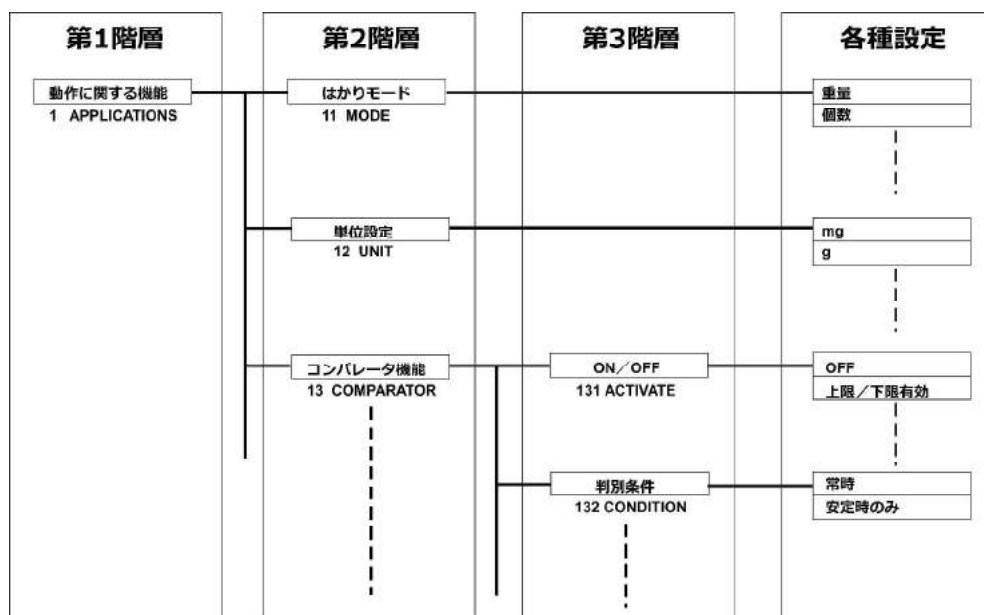 第1階層
第2階層
第3階層
各種設定
動作に関する機能
1 APPLICATIONS
はかりモード
11 MODE
重量
個数
単位設定
12 UNIT
mg
g
コンパレータ機能
13 COMPARATOR
ON／OFF
131 ACTIVATE
OFF
上限／下限有効
判別条件
132 CONDITION
常時
安定時のみ